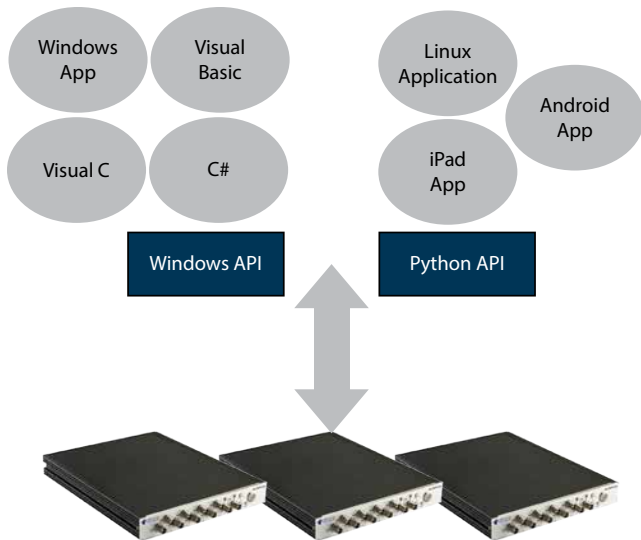 Windows
App
Visual
Basic
Visual C
C#
Linux
Application
Android
App
iPad
App
Windows API
Python API